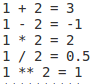 1 + 2 = 3
1 - 2 = -1
1 * 2 = 2
1 / 2 = 0.5
1 ** 2 = 1